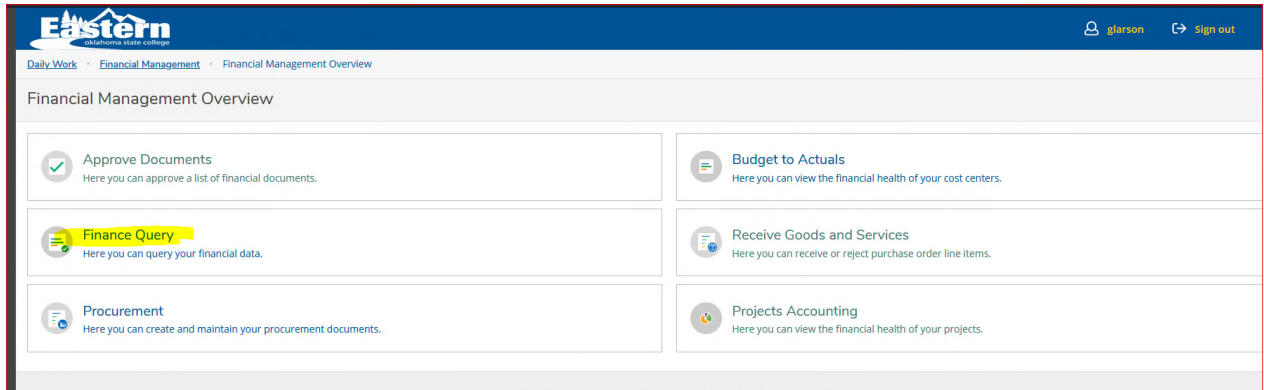 Eastern
oklahoma state college
glarson Sign out
Daily Work Financial Management Financial Management Overview
Financial Management Overview
Approve Documents
Here you can approve a list of financial documents.
Budget to Actuals
Here you can view the financial health of your cost centers.
Finance Query
Here you can query your financial data.
Receive Goods and Services
Here you can receive or reject purchase order line items.
Procurement
Here you can create and maintain your procurement documents.
Projects Accounting
Here you can view the financial health of your projects.